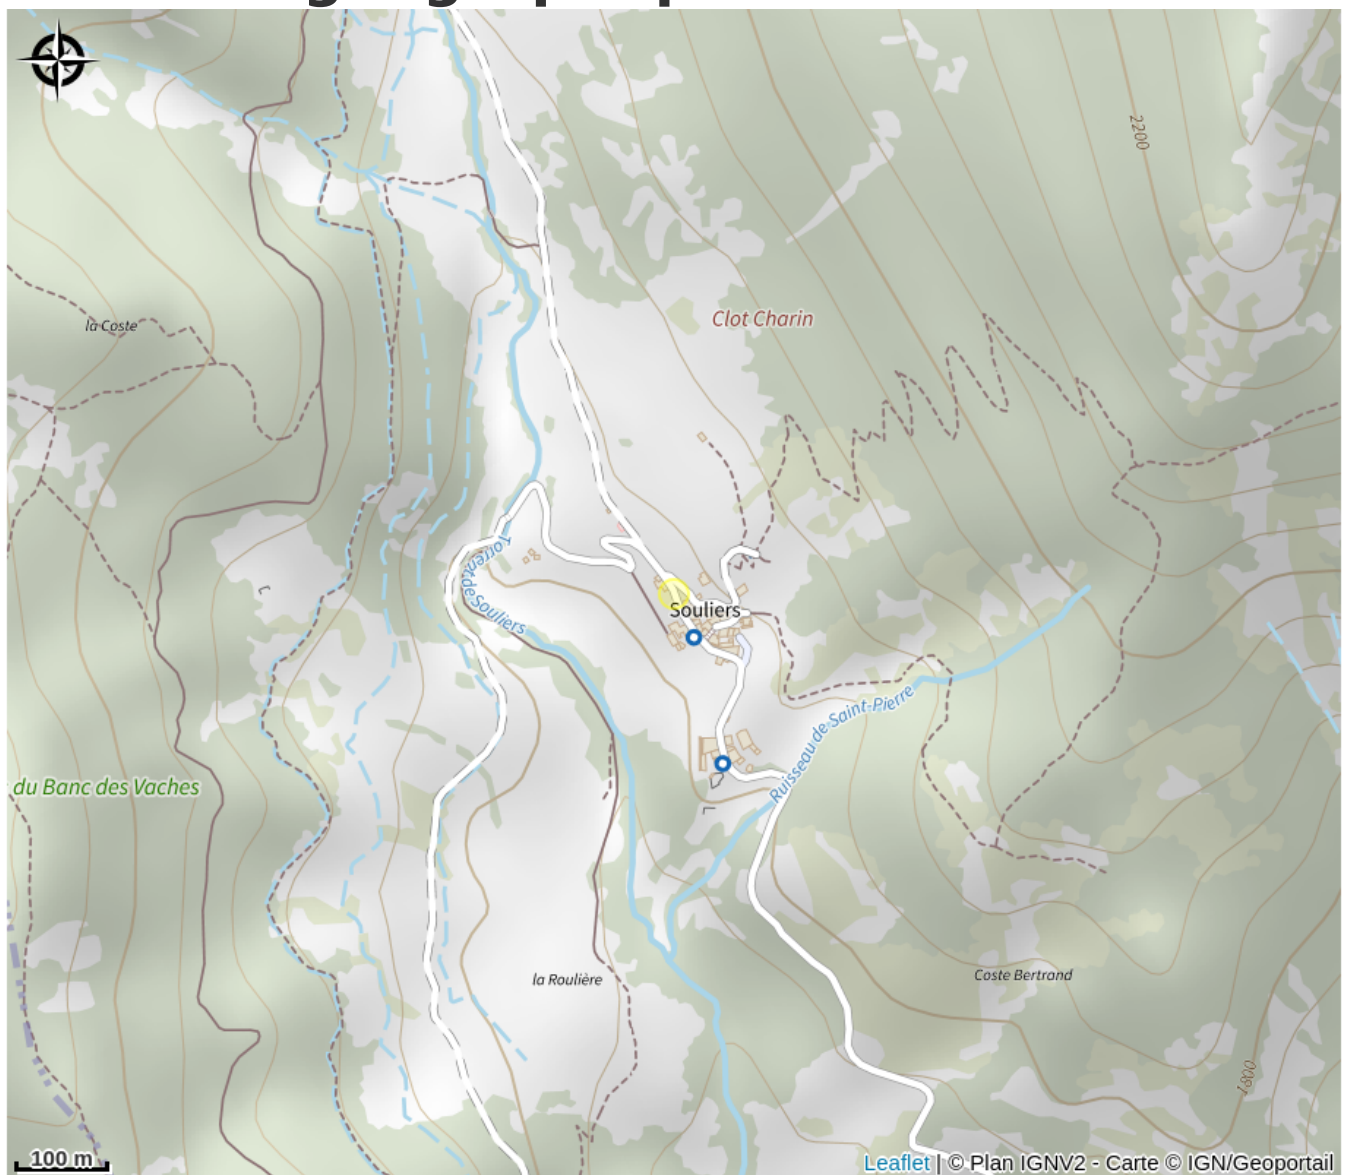 2200
Clot Charin
la Coste
Torrent de Souliers
Souliers
Ruisseau de Saint-Pierre
du Banc des Vaches
la Roulière
Coste Bertrand
1800
100 m
Leaflet | © Plan IGNV2 - Carte © IGN/Geoportail